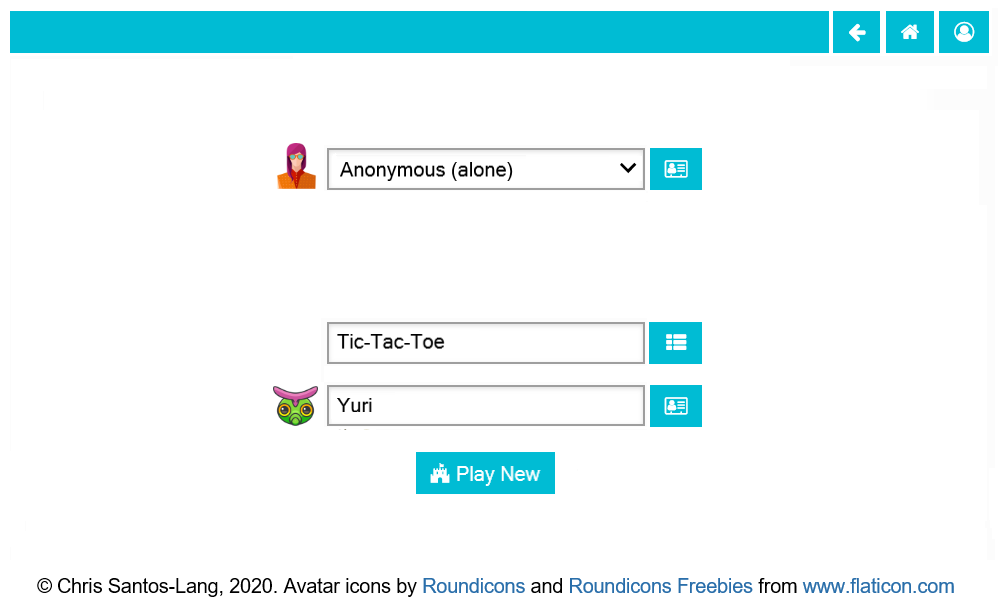 Anonymous (alone)
Tic-Tac-Toe
Yuri
Play New
© Chris Santos-Lang, 2020. Avatar icons by Roundicons and Roundicons Freebies from www.flaticon.com